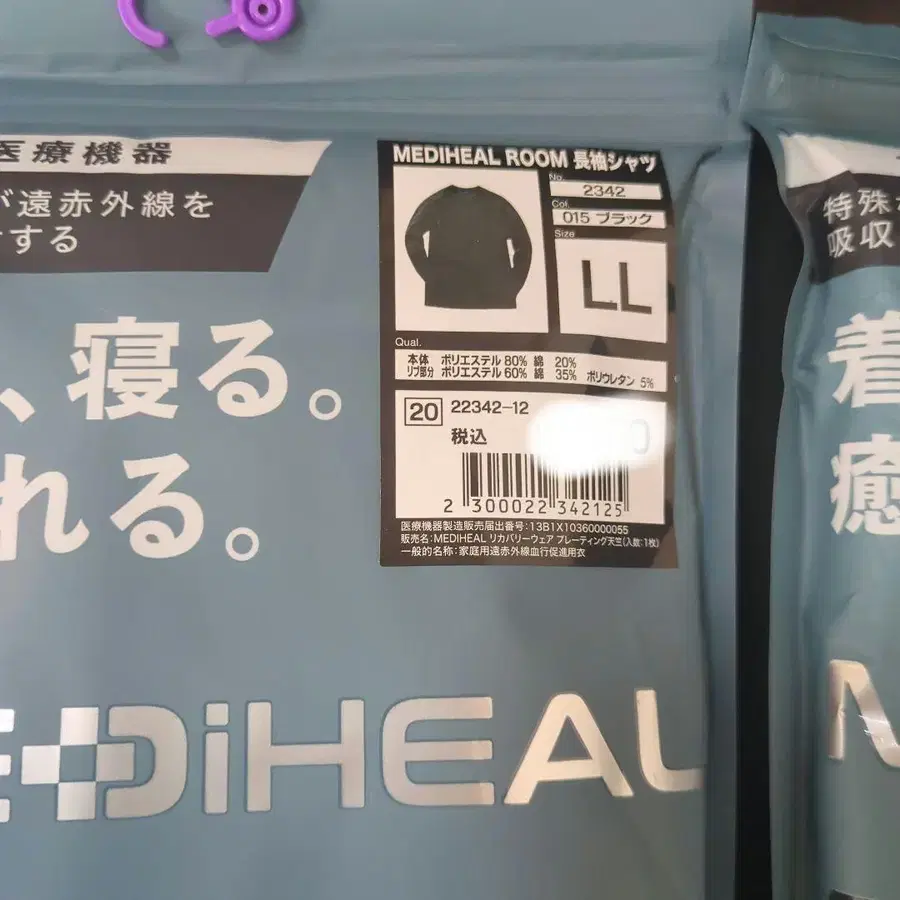 医療機器
が遠赤外線を
する
、寝る。
れる。
MEDIHEAL ROOM 長袖シャツ
No.
2342
Col.
015 ブラック
Size
LL
Qual.
本体 ポリエステル 80% 綿 20%
リブ部分 ポリエステル 60% 綿 35% ポリウレタン 5%
20 22342-12
税込
2 300022 342125
医療機器製造販売届出番号:13B1X10360000055
販売名:MEDIHEAL リカバリーウェア プレーティング天竺(入数:1枚)
一般的名称:家庭用遠赤外線血行促進用衣
EDiHEAL
特殊
吸収
着
癒
M